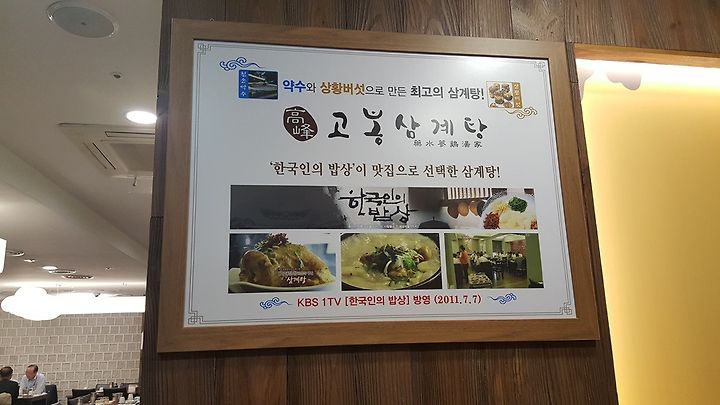 약수와 상황버섯으로 만든 최고의 삼계탕!
高峰 고봉삼계탕
藥水蔘鷄湯家
'한국인의 밥상'이 맛집으로 선택한 삼계탕!
한국인의
밥상
삼계탕
KBS 1TV [한국인의 밥상] 방영 (2011.7.7)